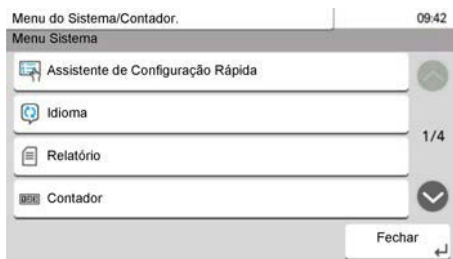 Menu do Sistema/Contador.
09:42
Menu Sistema
Assistente de Configuração Rápida
Idioma
1/4
Relatório
Contador
Fechar